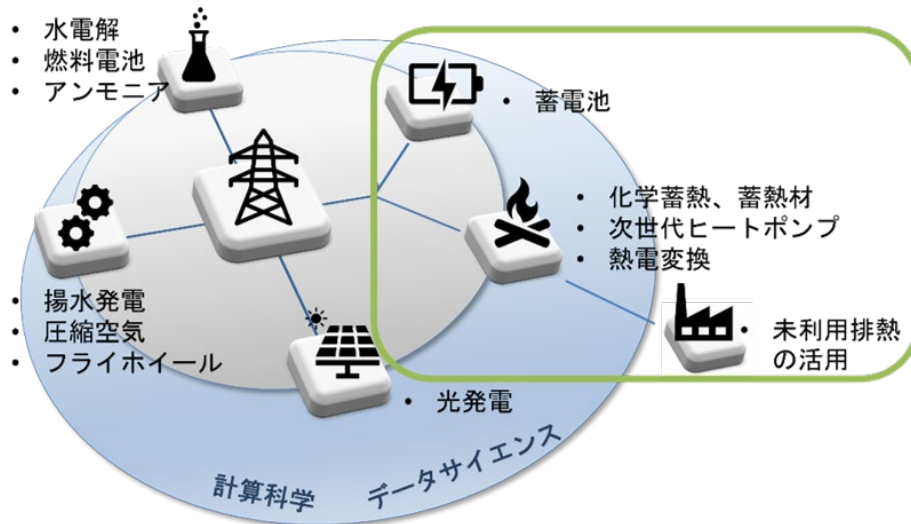 • 水電解
• 燃料電池
• アンモニア
• 蓄電池
• 化学蓄熱、蓄熱材
• 次世代ヒートポンプ
• 熱電変換
• 揚水発電
• 圧縮空気
• フライホイール
• 未利用排熱
の活用
• 光発電
計算科学
データサイエンス